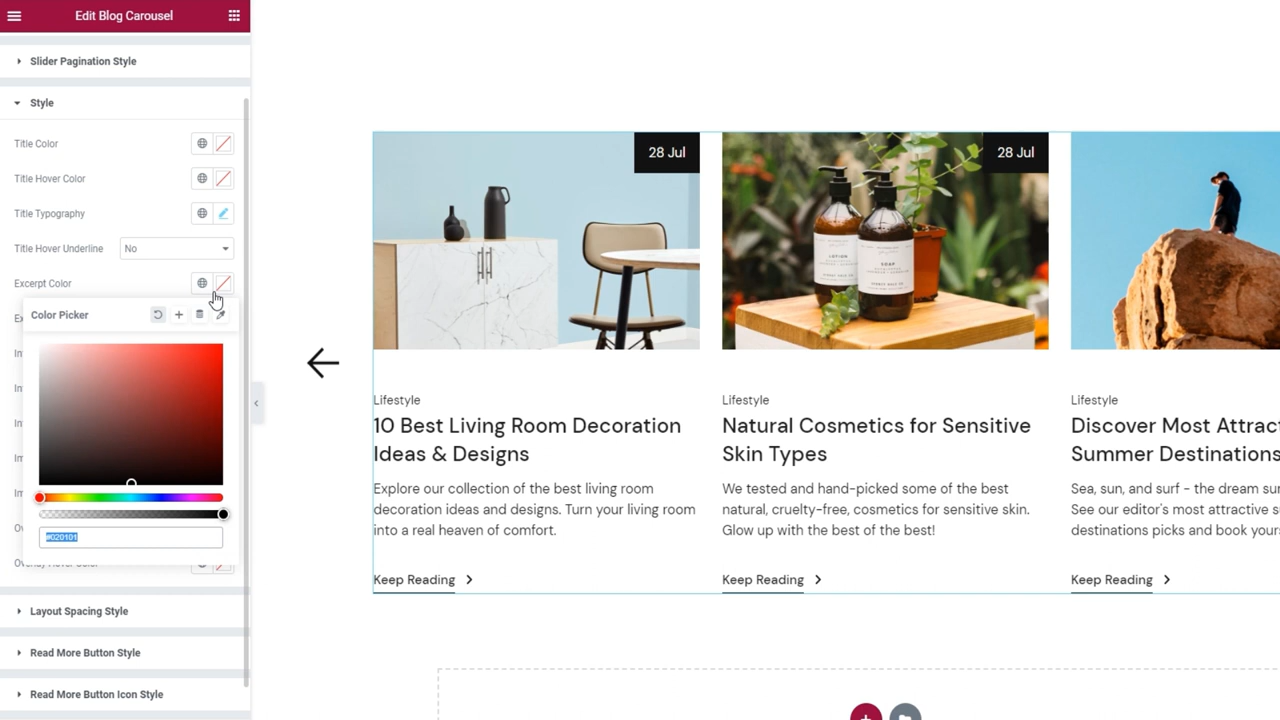 Edit Blog Carousel
Slider Pagination Style
Style
Title Color
Title Hover Color
Title Typography
Title Hover Underline
No
Excerpt Color
Color Picker
#020101
Layout Spacing Style
Read More Button Style
Read More Button Icon Style
28 Jul
28 Jul
LOTION
SOAP
Lifestyle
10 Best Living Room Decoration
Ideas & Designs
Explore our collection of the best living room
decoration ideas and designs. Turn your living room
into a real heaven of comfort.
Keep Reading
Lifestyle
Natural Cosmetics for Sensitive
Skin Types
We tested and hand-picked some of the best
natural, cruelty-free, cosmetics for sensitive skin.
Glow up with the best of the best!
Keep Reading
Lifestyle
Discover Most Attract
Summer Destinations
Sea, sun, and surf - the dream su
See our editor's most attractive s
destinations picks and book yours
Keep Reading